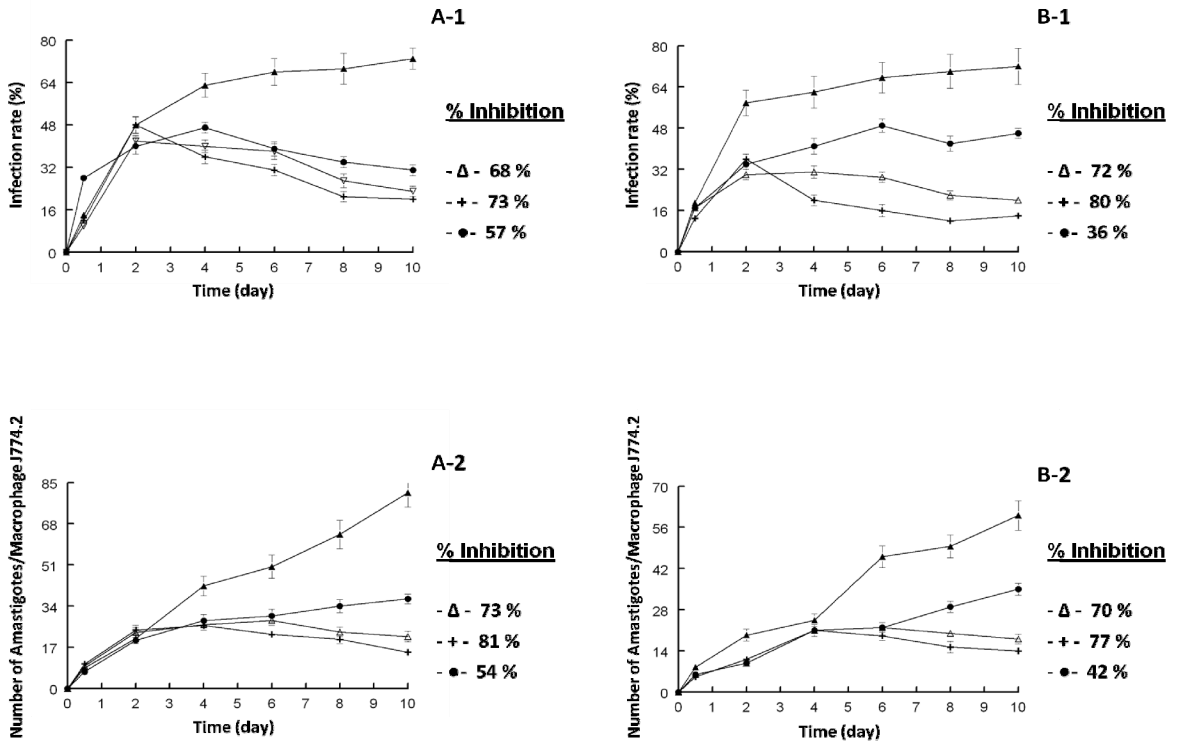 A-1
Infection rate (%)
80
64
48
32
16
0
0 1 2 3 4 5 6 7 8 9 10
Time (day)
% Inhibition
- Δ - 68 %
- + - 73 %
- ● - 57 %
B-1
Infection rate (%)
80
64
48
32
16
0
0 1 2 3 4 5 6 7 8 9 10
Time (day)
% Inhibition
- Δ - 72 %
- + - 80 %
- ● - 36 %
A-2
Number of Amastigotes/Macrophage J774.2
85
68
51
34
17
0
0 1 2 3 4 5 6 7 8 9 10
Time (day)
% Inhibition
- Δ - 73 %
- + - 81 %
- ● - 54 %
B-2
Number of Amastigotes/Macrophage J774.2
70
56
42
28
14
0
0 1 2 3 4 5 6 7 8 9 10
Time (day)
% Inhibition
- Δ - 70 %
- + - 77 %
- ● - 42 %